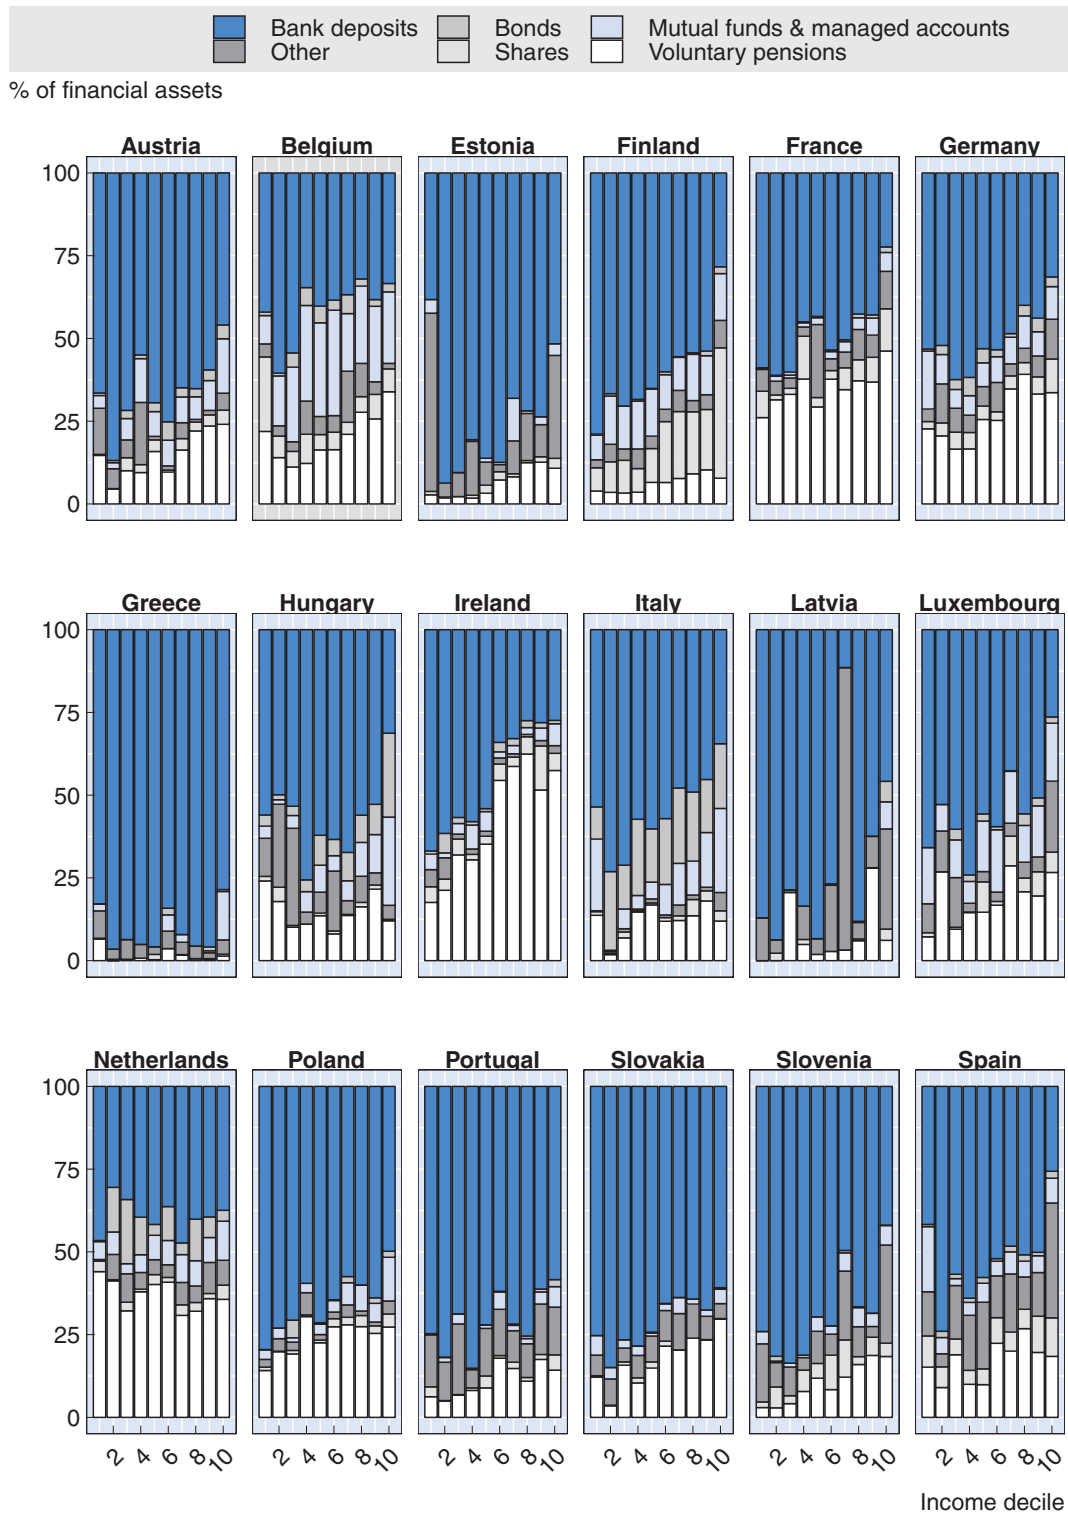 Bank deposits Bonds Mutual funds & managed accounts
Other Shares Voluntary pensions
% of financial assets
Austria Belgium Estonia Finland France Germany
100
75
50
25
0
Greece Hungary Ireland Italy Latvia Luxembourg
100
75
50
25
0
Netherlands Poland Portugal Slovakia Slovenia Spain
100
75
50
25
0
2 4 6 8 10 2 4 6 8 10 2 4 6 8 10 2 4 6 8 10 2 4 6 8 10 2 4 6 8 10
Income decile